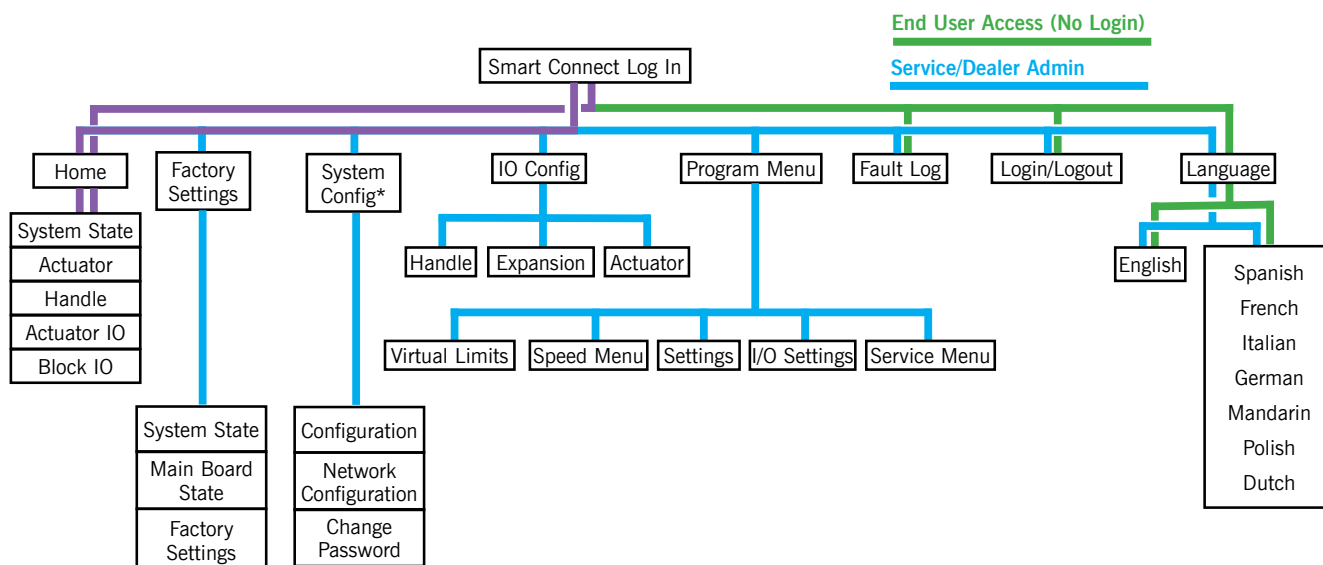 End User Access (No Login)
Smart Connect Log In
Service/Dealer Admin
Home
Factory
Settings
System
Config*
IO Config
Program Menu
Fault Log
Login/Logout
Language
System State
Actuator
Handle
Actuator IO
Block IO
Handle
Expansion
Actuator
English
Spanish
French
Italian
German
Mandarin
Polish
Dutch
Virtual Limits
Speed Menu
Settings
I/O Settings
Service Menu
System State
Main Board
State
Factory
Settings
Configuration
Network
Configuration
Change
Password